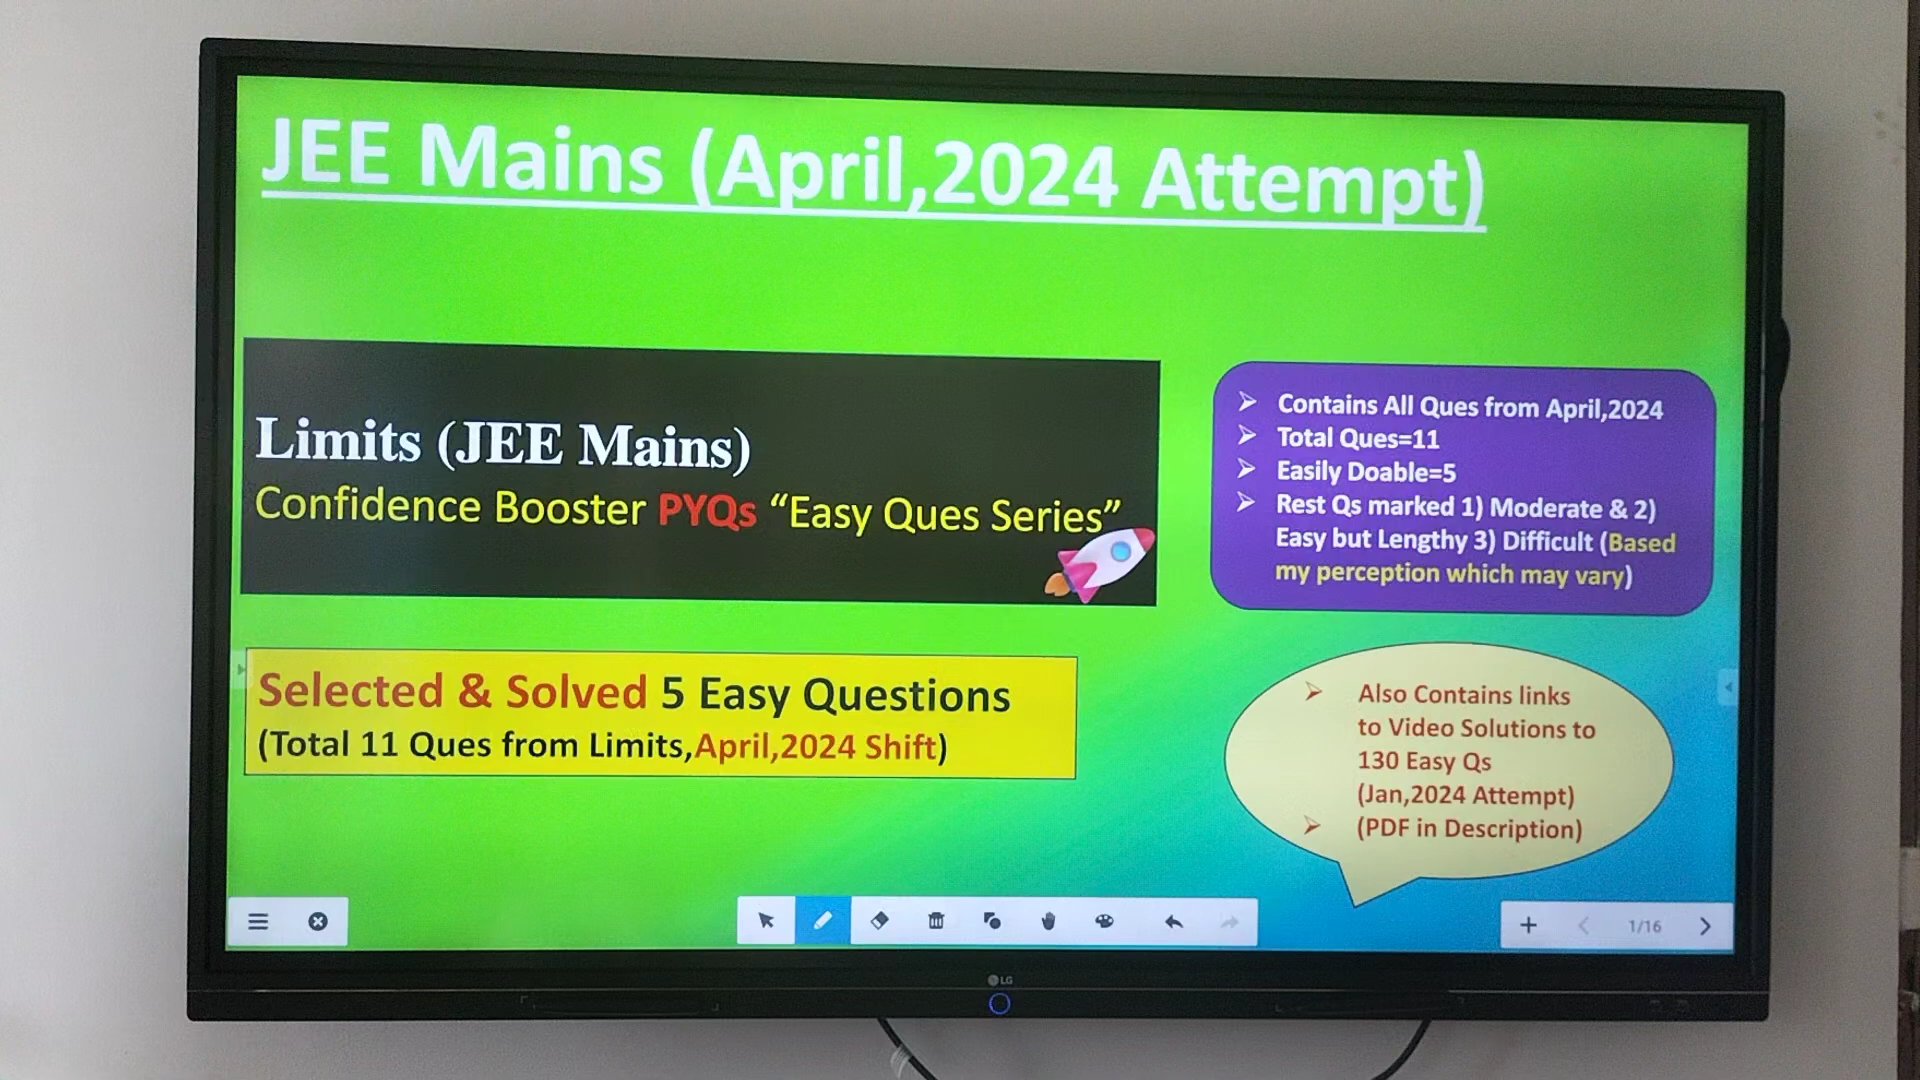 JEE Mains (April,2024 Attempt)
Limits (JEE Mains)
Confidence Booster PYQs “Easy Ques Series”
Selected & Solved 5 Easy Questions
(Total 11 Ques from Limits,April,2024 Shift)
Contains All Ques from April,2024
Total Ques=11
Easily Doable=5
Rest Qs marked 1) Moderate & 2)
Easy but Lengthy 3) Difficult (Based
my perception which may vary)
Also Contains links
to Video Solutions to
130 Easy Qs
(Jan,2024 Attempt)
(PDF in Description)
1/16
LG